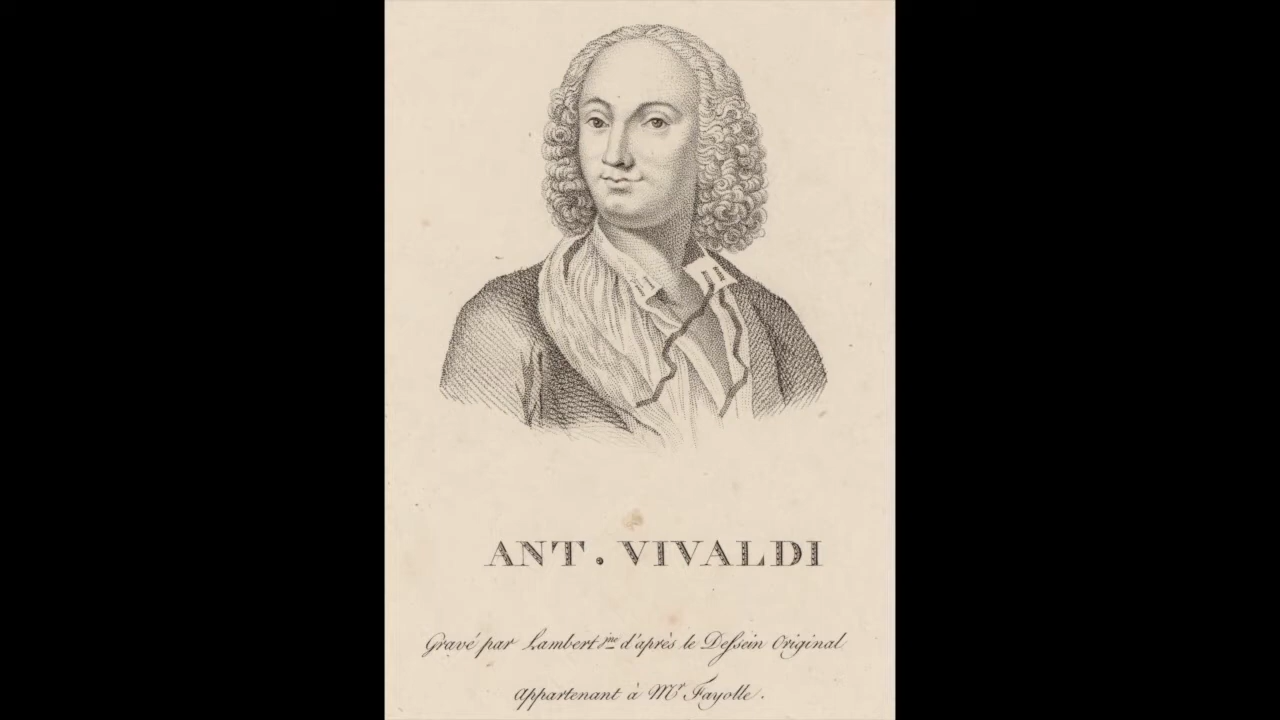 ANT. VIVALDI
Gravé par Lambert jne d'après le Dessein Original
appartenant à Mr Fayolle.